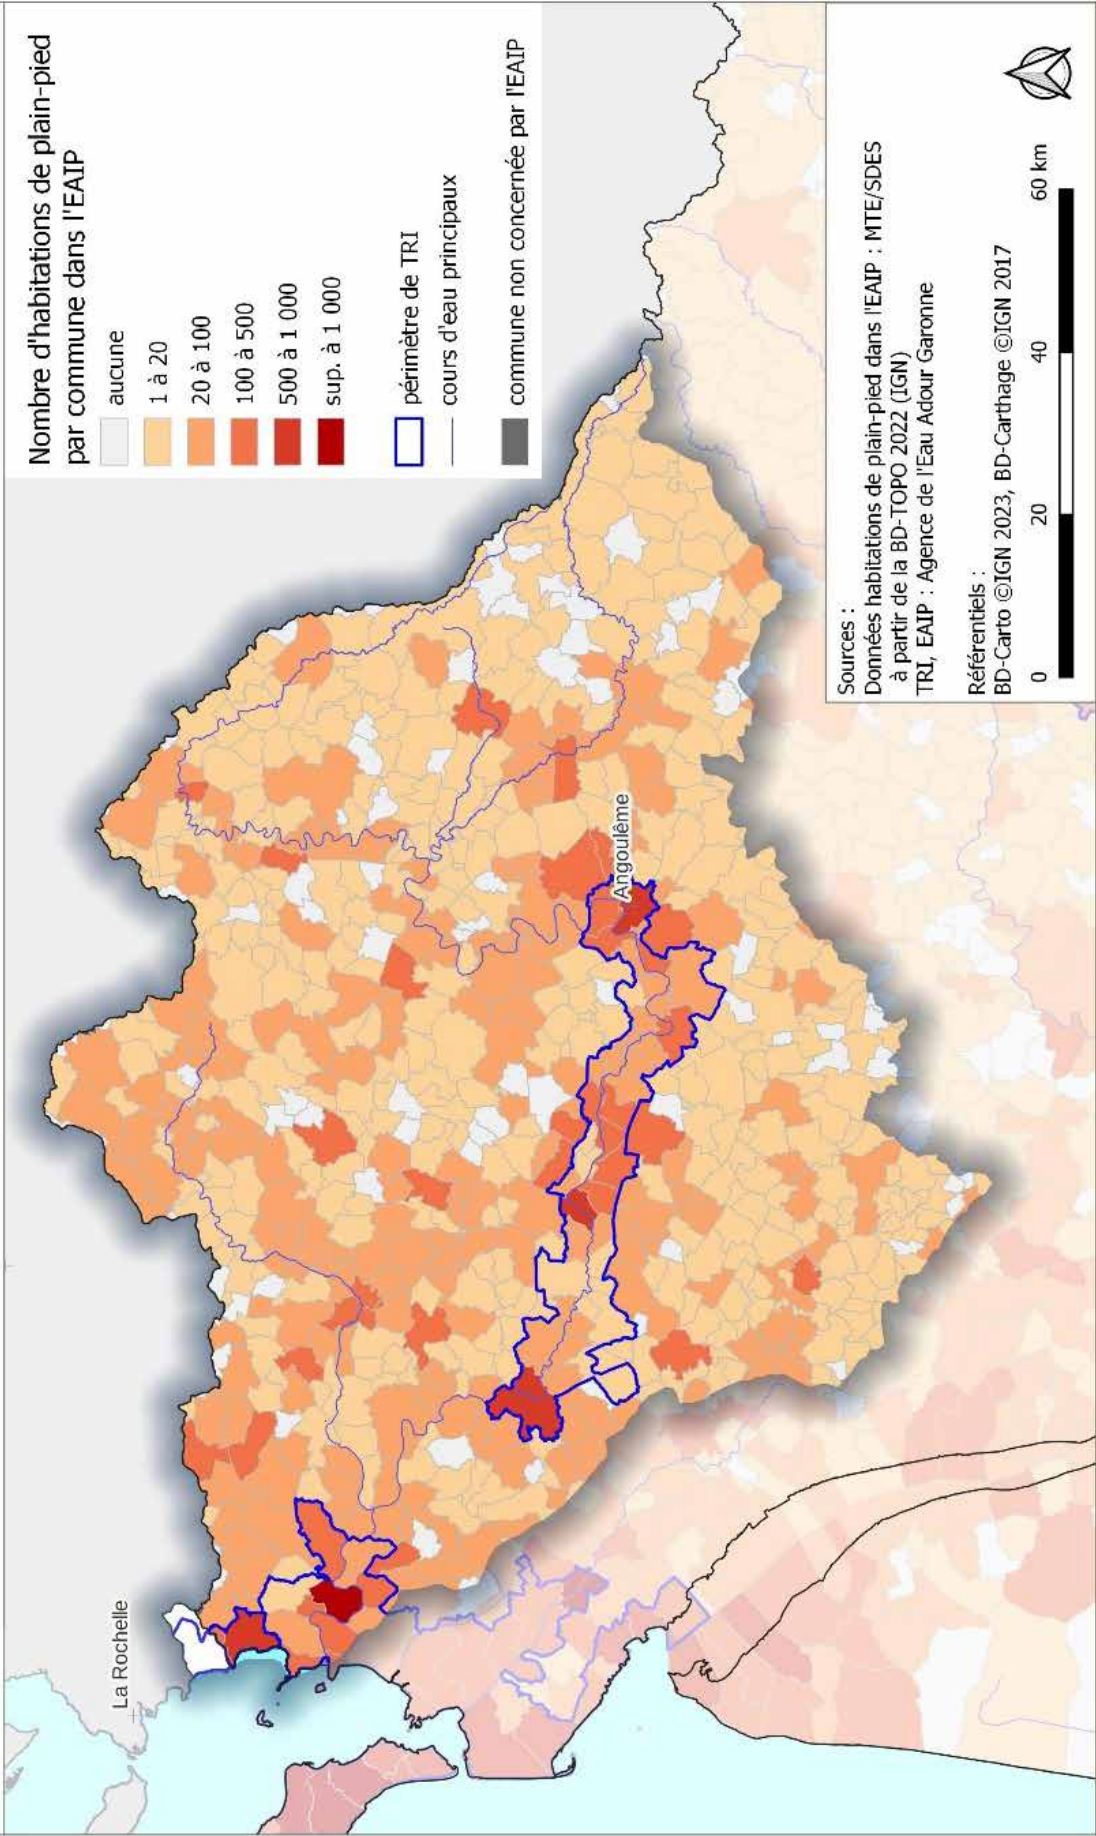 Nombre d'habitations de plain-pied
par commune dans l'EAIP
aucune
1 à 20
20 à 100
100 à 500
500 à 1 000
sup. à 1 000
périmètre de TRI
cours d'eau principaux
commune non concernée par l'EAIP
La Rochelle
Angoulême
Sources :
Données habitations de plain-pied dans l'EAIP : MTE/SDES
à partir de la BD-TOPO 2022 (IGN)
TRI, EAIP : Agence de l'Eau Adour Garonne
Référentiels :
BD-Carto ©IGN 2023, BD-Carthage ©IGN 2017
0 20 40 60 km